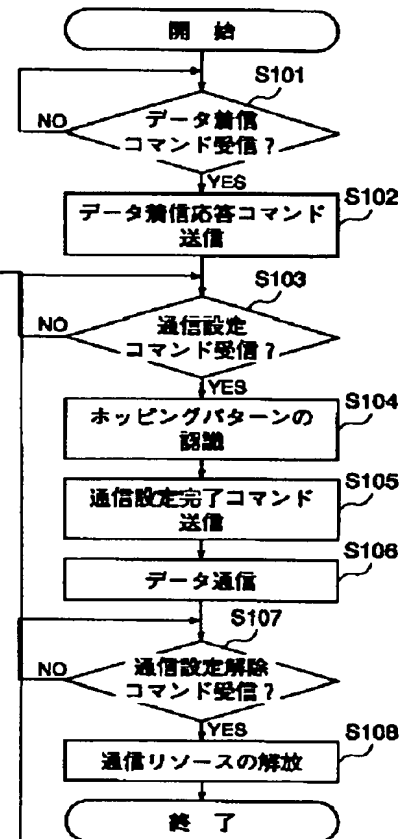 開 始
S101
データ着信
コマンド受信?
NO
YES
S102
データ着信応答コマンド
送信
S103
通信設定
コマンド受信?
NO
YES
S104
ホッピングパターンの
認識
S105
通信設定完了コマンド
送信
S106
データ通信
S107
通信設定解除
コマンド受信?
NO
YES
S108
通信リソースの解放
終 了